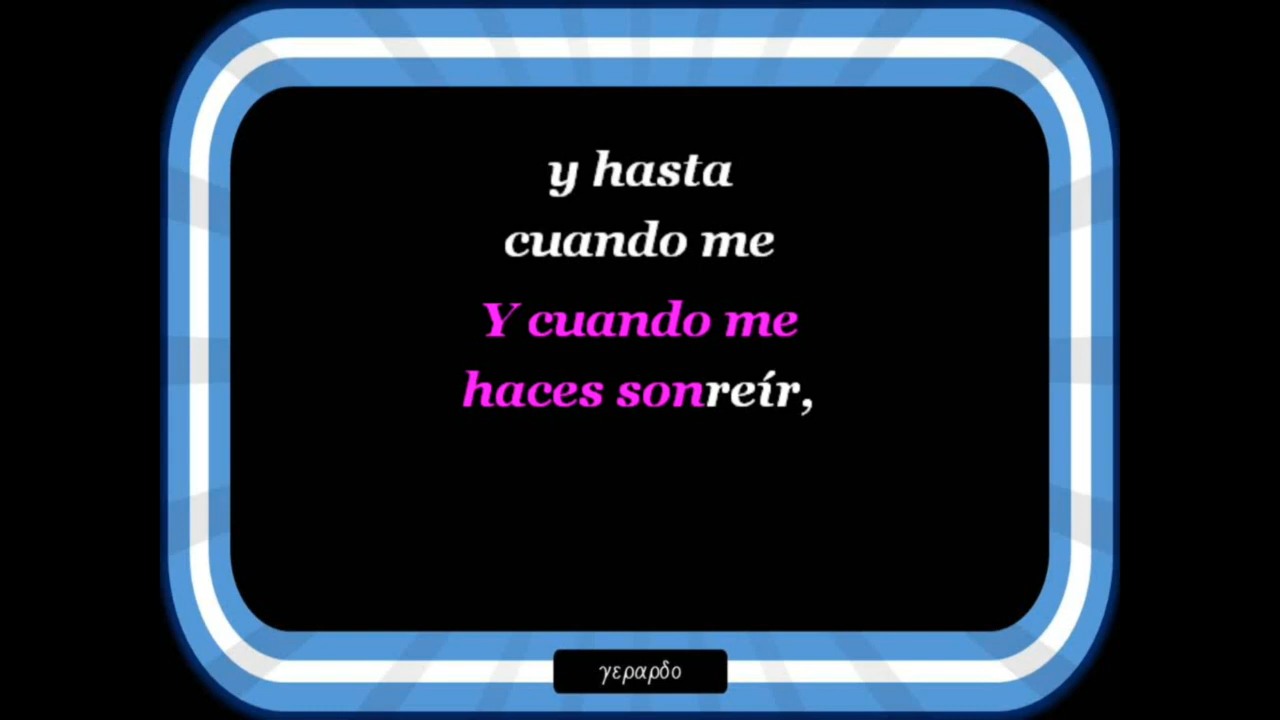 y hasta
cuando me
Y cuando me
haces sonreír,
γεραρδο